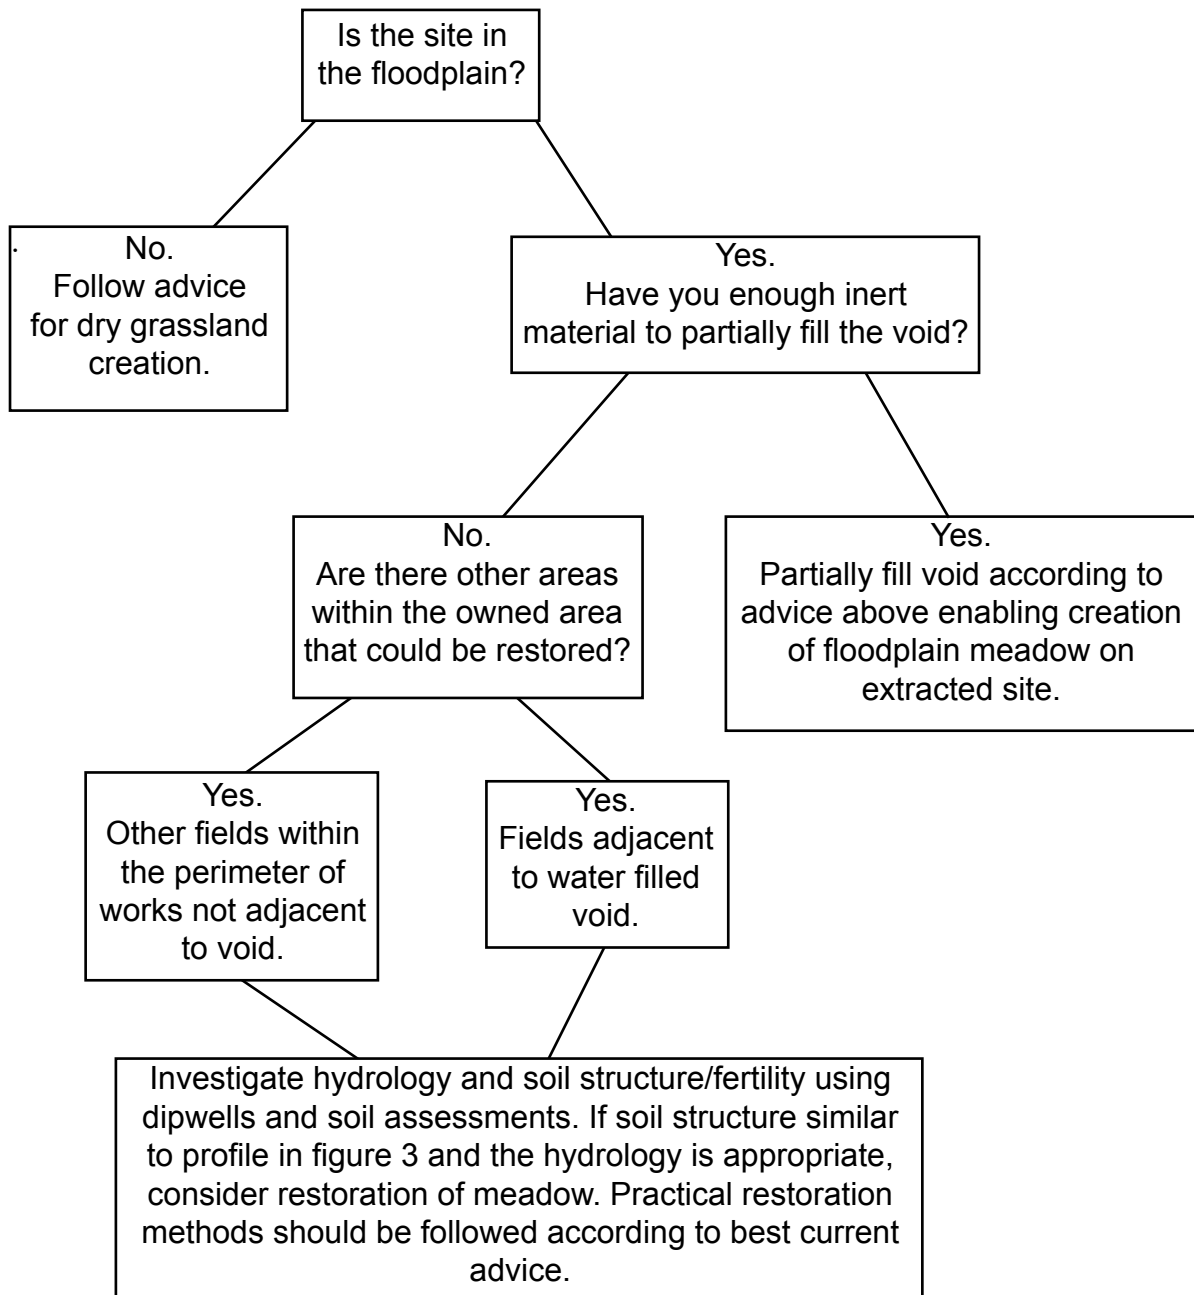 Is the site in
the floodplain?
No.
Follow advice
for dry grassland
creation.
Yes.
Have you enough inert
material to partially fill the void?
No.
Are there other areas
within the owned area
that could be restored?
Yes.
Partially fill void according to
advice above enabling creation
of floodplain meadow on
extracted site.
Yes.
Other fields within
the perimeter of
works not adjacent
to void.
Yes.
Fields adjacent
to water filled
void.
Investigate hydrology and soil structure/fertility using
dipwells and soil assessments. If soil structure similar
to profile in figure 3 and the hydrology is appropriate,
consider restoration of meadow. Practical restoration
methods should be followed according to best current
advice.